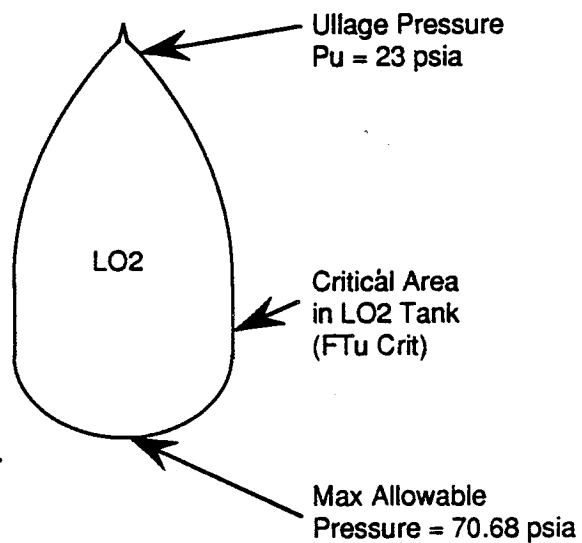 Ullage Pressure
Pu = 23 psia
LO2
Critical Area
in LO2 Tank
(FTu Crit)
Max Allowable
Pressure = 70.68 psia